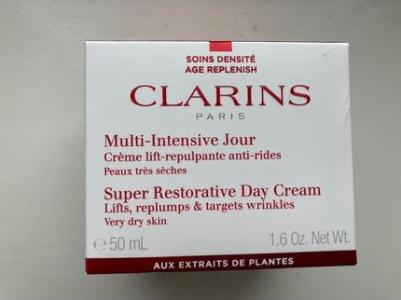 SOINS DENSITÉ
AGE REPLENISH
CLARINS
PARIS
Multi-Intensive Jour
Crème lift-repulpante anti-rides
Peaux très sèches
Super Restorative Day Cream
Lifts, replumps & targets wrinkles
Very dry skin
℮ 50 mL 1.6 Oz. Net Wt.
AUX EXTRAITS DE PLANTES